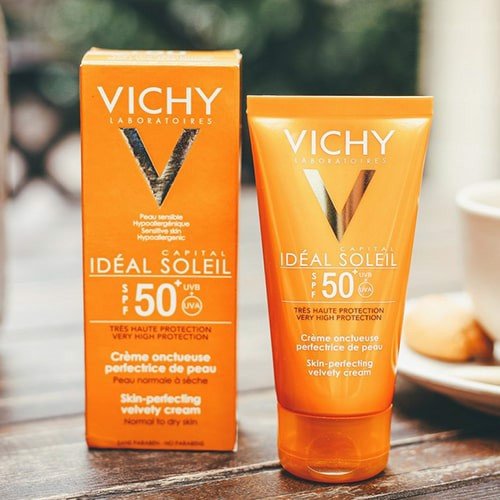 VICHY
LABORATOIRES
Peau sensible
Hypoallergénique
Sensitive skin
Hypoallergenic
CAPITAL
IDÉAL SOLEIL
SPF 50+ UVB
UVA
TRÈS HAUTE PROTECTION
VERY HIGH PROTECTION
Crème onctueuse
perfectrice de peau
Peau normale à sèche
Skin-perfecting
velvety cream
Normal to dry skin
SANS PARABEN - NO PARABENS
VICHY
LABORATOIRES
CAPITAL
IDÉAL SOLEIL
SPF 50+ UVB
UVA
TRÈS HAUTE PROTECTION
VERY HIGH PROTECTION
Crème onctueuse
perfectrice de peau
Skin-perfecting
velvety cream